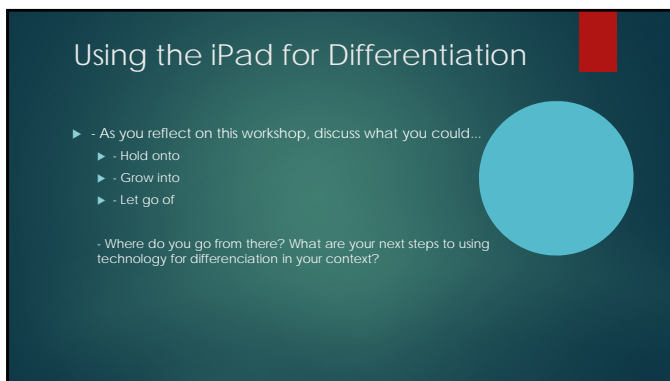 Using the iPad for Differentiation
- As you reflect on this workshop, discuss what you could...
- Hold onto
- Grow into
- Let go of
- Where do you go from there? What are your next steps to using
technology for differenciation in your context?